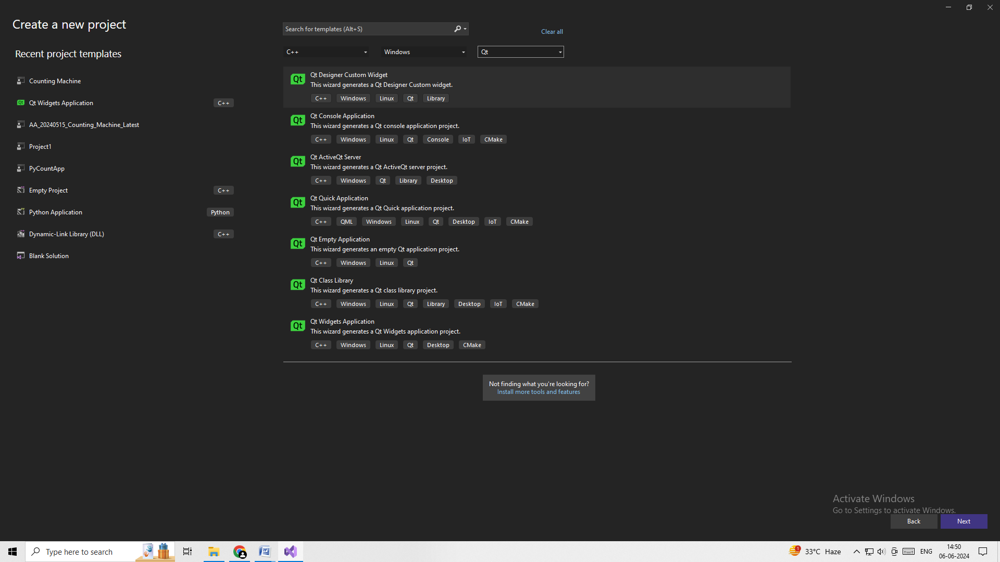 Create a new project
Recent project templates
Counting Machine
Qt Widgets Application C++
AA_20240515_Counting_Machine_Latest
Project1
PyCountApp
Empty Project C++
Python Application Python
Dynamic-Link Library (DLL) C++
Blank Solution
Search for templates (Alt+S)
Clear all
C++ Windows Qt
Qt Qt Designer Custom Widget
This wizard generates a Qt Designer Custom widget.
C++ Windows Linux Qt Library
Qt Qt Console Application
This wizard generates a Qt console application project.
C++ Windows Linux Qt Console IoT CMake
Qt Qt ActiveQt Server
This wizard generates a Qt ActiveQt server project.
C++ Windows Qt Library Desktop
Qt Qt Quick Application
This wizard generates a Qt Quick application project.
C++ QML Windows Linux Qt Desktop IoT CMake
Qt Qt Empty Application
This wizard generates an empty Qt application project.
C++ Windows Linux Qt
Qt Qt Class Library
This wizard generates a Qt class library project.
C++ Windows Linux Qt Library Desktop IoT CMake
Qt Qt Widgets Application
This wizard generates a Qt Widgets application project.
C++ Windows Linux Qt Desktop CMake
Not finding what you're looking for?
Install more tools and features
Activate Windows
Go to Settings to activate Windows.
Back Next
Type here to search
1 33°C Haze
ENG
14:50
06-06-2024